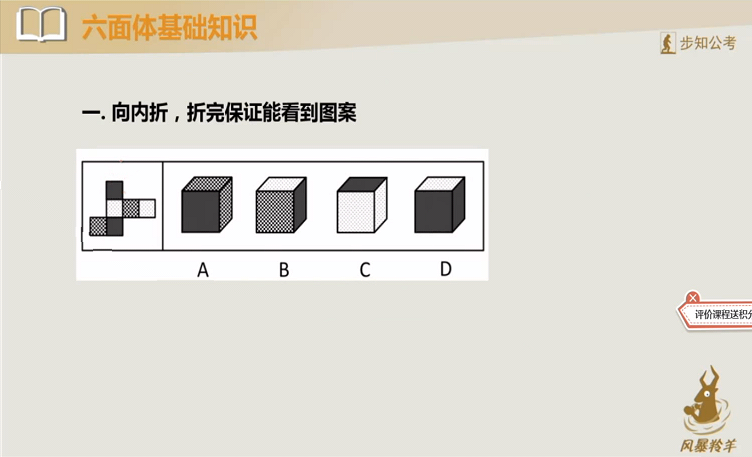 六面体基础知识
步知公考
一. 向内折，折完保证能看到图案
A B C D
评价课程送积分
风暴羚羊